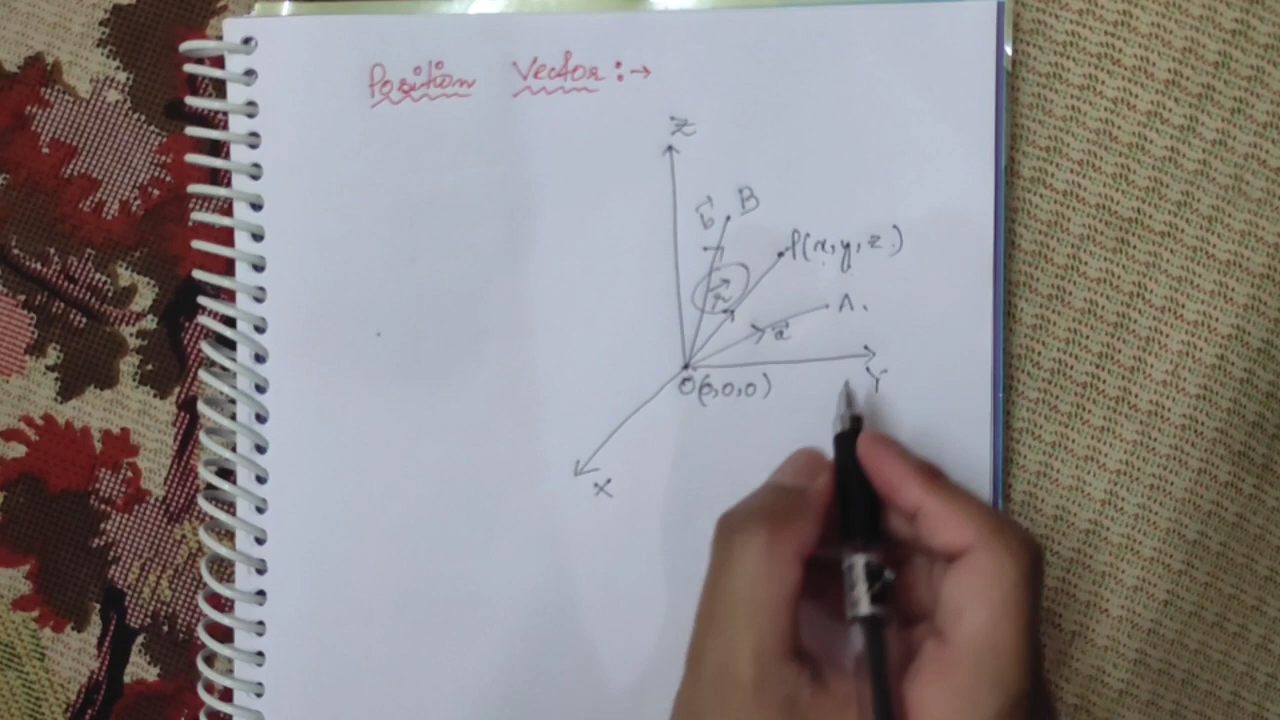 Position Vector :→
Z
b⃗ B
P(x, y, z)
r⃗
A
a⃗
Y
O(0,0,0)
X